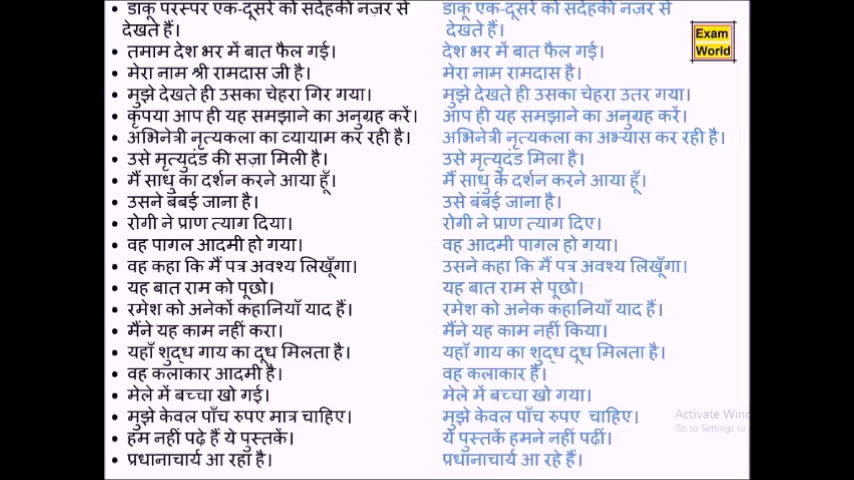 • डाकू परस्पर एक-दूसरे को संदेहकी नज़र से
देखते हैं।
• तमाम देश भर में बात फैल गई।
• मेरा नाम श्री रामदास जी है।
• मुझे देखते ही उसका चेहरा गिर गया।
• कृपया आप ही यह समझाने का अनुग्रह करें।
• अभिनेत्री नृत्यकला का व्यायाम कर रही है।
• उसे मृत्युदंड की सज़ा मिली है।
• मैं साधु का दर्शन करने आया हूँ।
• उसने बंबई जाना है।
• रोगी ने प्राण त्याग दिया।
• वह पागल आदमी हो गया।
• वह कहा कि मैं पत्र अवश्य लिखूँगा।
• यह बात राम को पूछो।
• रमेश को अनेकों कहानियाँ याद हैं।
• मैंने यह काम नहीं करा।
• यहाँ शुद्ध गाय का दूध मिलता है।
• वह कलाकार आदमी है।
• मेले में बच्चा खो गई।
• मुझे केवल पाँच रुपए मात्र चाहिए।
• हम नहीं पढ़े हैं ये पुस्तकें।
• प्रधानाचार्य आ रहा है।
डाकू एक-दूसरे को संदेहकी नज़र से
देखते हैं।
देश भर में बात फैल गई।
मेरा नाम रामदास है।
मुझे देखते ही उसका चेहरा उतर गया।
आप ही यह समझाने का अनुग्रह करें।
अभिनेत्री नृत्यकला का अभ्यास कर रही है।
उसे मृत्युदंड मिला है।
मैं साधु के दर्शन करने आया हूँ।
उसे बंबई जाना है।
रोगी ने प्राण त्याग दिए।
वह आदमी पागल हो गया।
उसने कहा कि मैं पत्र अवश्य लिखूँगा।
यह बात राम से पूछो।
रमेश को अनेक कहानियाँ याद हैं।
मैंने यह काम नहीं किया।
यहाँ गाय का शुद्ध दूध मिलता है।
वह कलाकार है।
मेले में बच्चा खो गया।
मुझे केवल पाँच रुपए चाहिए।
ये पुस्तकें हमने नहीं पढ़ीं।
प्रधानाचार्य आ रहे हैं।
Exam
World
Activate Wind
Go to Settings to